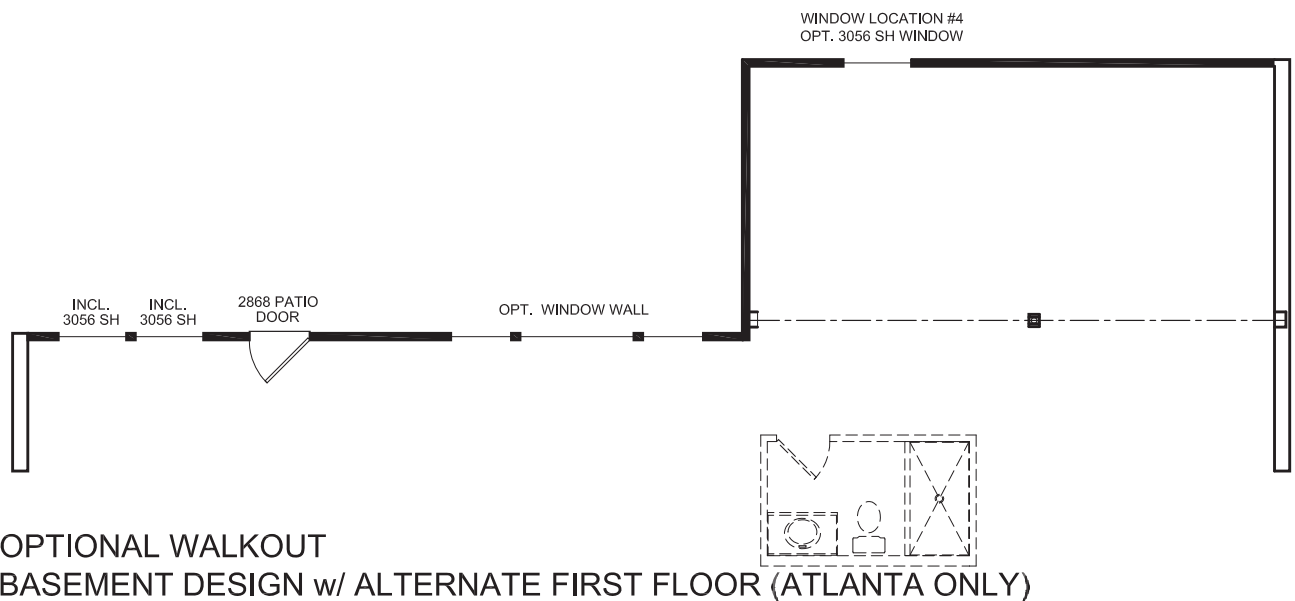 WINDOW LOCATION #4
OPT. 3056 SH WINDOW
INCL.
3056 SH
INCL.
3056 SH
2868 PATIO
DOOR
OPT. WINDOW WALL
OPTIONAL WALKOUT
BASEMENT DESIGN w/ ALTERNATE FIRST FLOOR (ATLANTA ONLY)